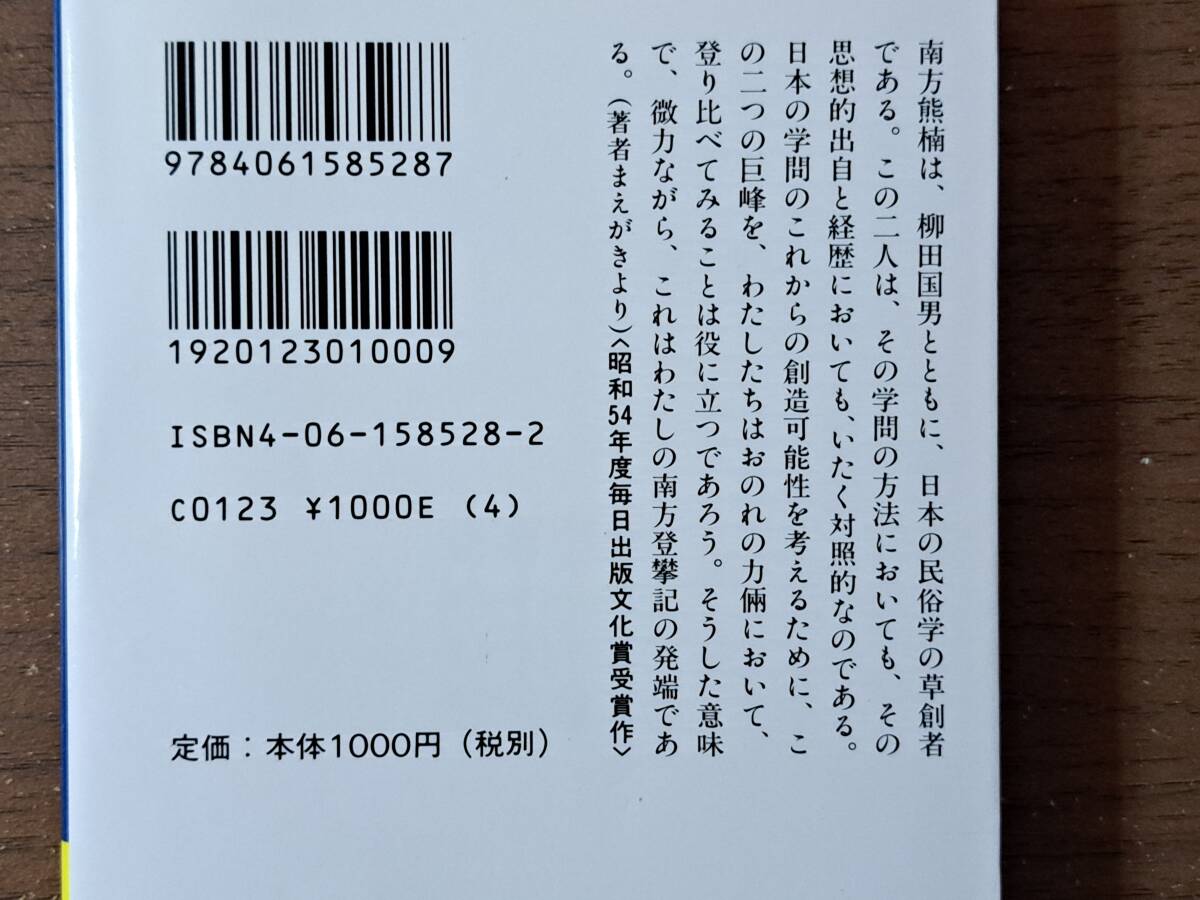 南方熊楠は、柳田国男とともに、日本の民俗学の草創者
である。この二人は、その学問の方法においても、その
思想的出自と経歴においても、いたく対照的なのである。
日本の学問のこれからの創造可能性を考えるために、こ
の二つの巨峰を、わたしたちはおのれの力倆において、
登り比べてみることは役に立つであろう。そうした意味
で、微力ながら、これはわたしの南方登攀記の発端であ
る。（著者まえがきより）〈昭和54年度毎日出版文化賞受賞作〉
9784061585287
1920123010009
ISBN4-06-158528-2
C0123 ¥1000E (4)
定価：本体1000円（税別）